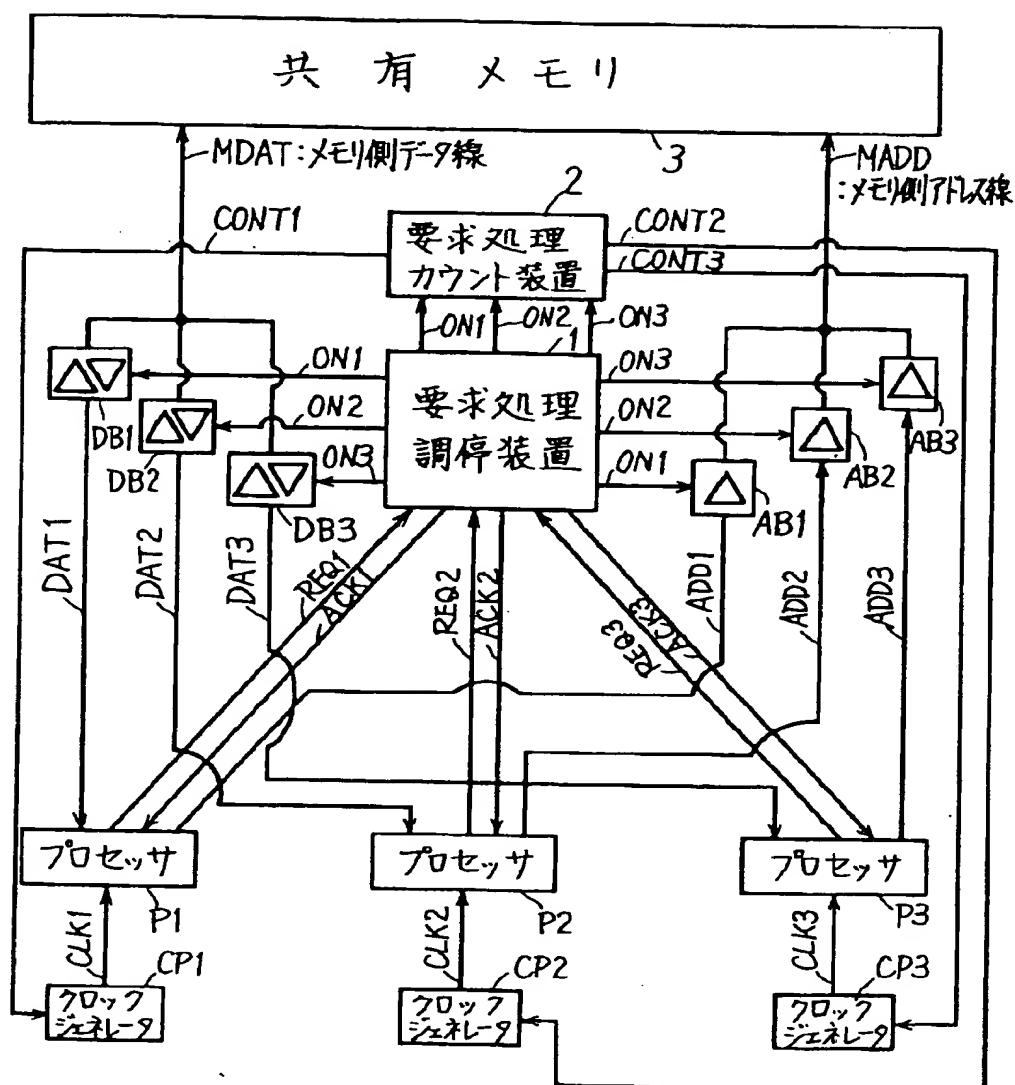 共有メモリ
3
MDAT:メモリ側データ線
MADD
:メモリ側アドレス線
2
CONT1
要求処理
カウント装置
CONT2
CONT3
ON1
ON2
ON3
1
要求処理
調停装置
ON1
ON2
ON3
ON3
ON2
ON1
DB1
DB2
DB3
AB3
AB2
AB1
DAT1
DAT2
DAT3
REQ1
ACK1
REQ2
ACK2
REQ3
ACK3
ADD1
ADD2
ADD3
プロセッサ
プロセッサ
プロセッサ
P1
P2
P3
CLK1
CLK2
CLK3
CP1
CP2
CP3
クロック
ジェネレータ
クロック
ジェネレータ
クロック
ジェネレータ